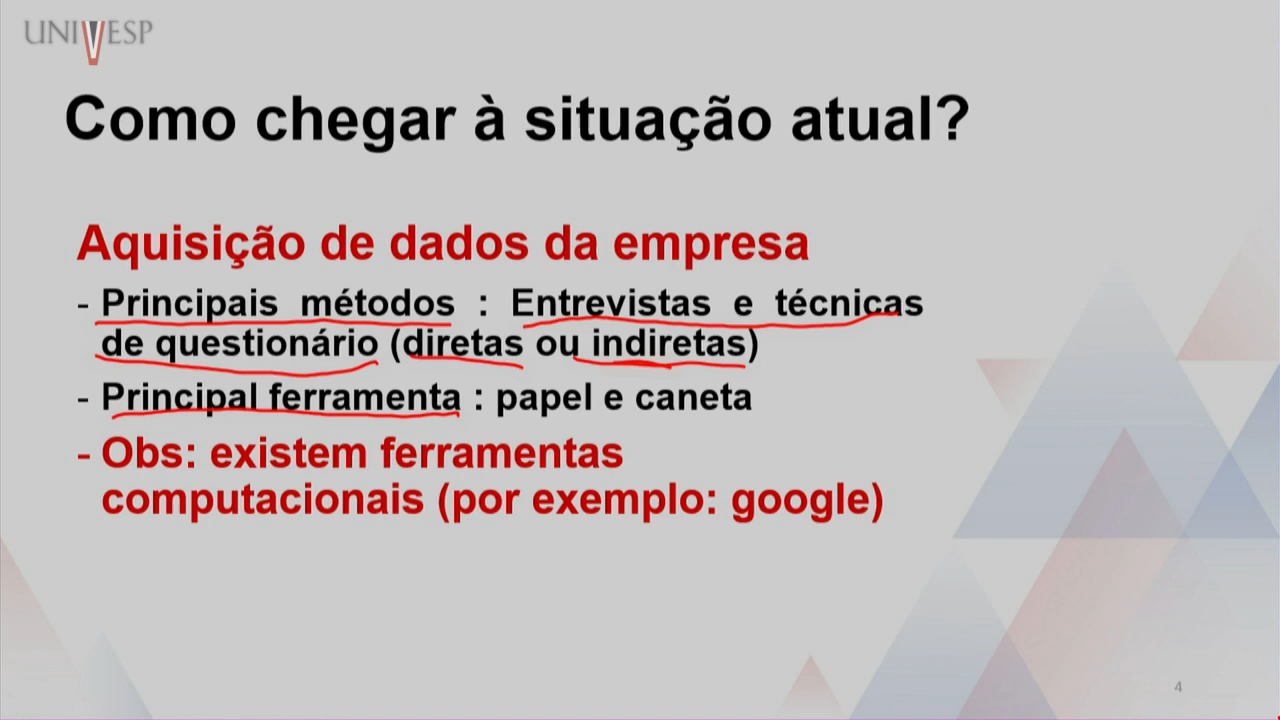 UNIVESP
Como chegar à situação atual?
Aquisição de dados da empresa
- Principais métodos : Entrevistas e técnicas
de questionário (diretas ou indiretas)
- Principal ferramenta : papel e caneta
- Obs: existem ferramentas
computacionais (por exemplo: google)
4